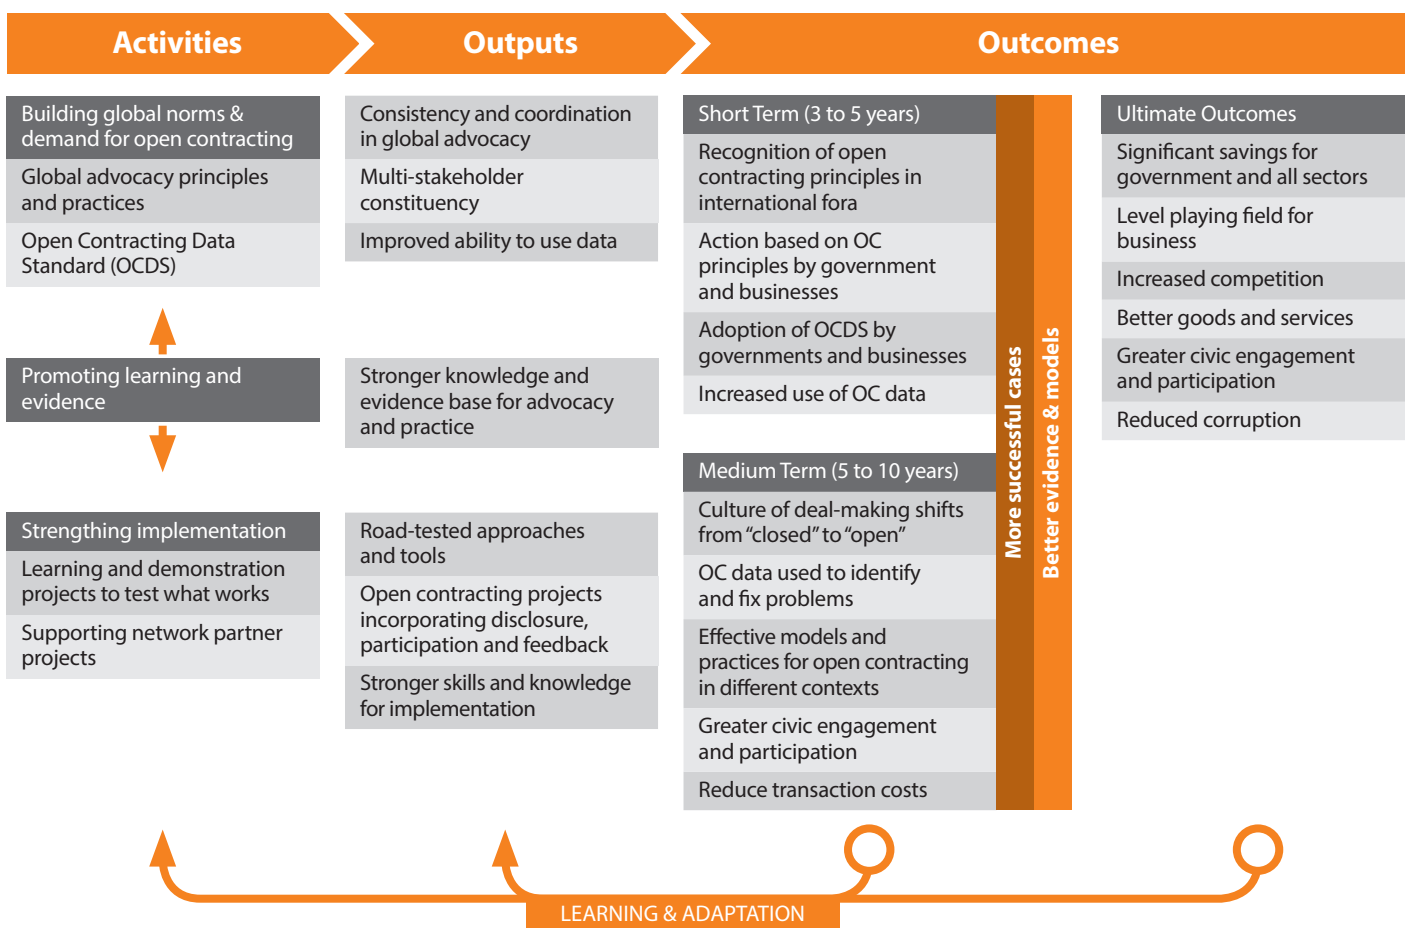 Activities
Outputs
Outcomes
Building global norms &
demand for open contracting
Global advocacy principles
and practices
Open Contracting Data
Standard (OCDS)
Promoting learning and
evidence
Strengthing implementation
Learning and demonstration
projects to test what works
Supporting network partner
projects
Consistency and coordination
in global advocacy
Multi-stakeholder
constituency
Improved ability to use data
Stronger knowledge and
evidence base for advocacy
and practice
Road-tested approaches
and tools
Open contracting projects
incorporating disclosure,
participation and feedback
Stronger skills and knowledge
for implementation
Short Term (3 to 5 years)
Recognition of open
contracting principles in
international fora
Action based on OC
principles by government
and businesses
Adoption of OCDS by
governments and businesses
Increased use of OC data
Medium Term (5 to 10 years)
Culture of deal-making shifts
from “closed” to “open”
OC data used to identify
and fix problems
Effective models and
practices for open contracting
in different contexts
Greater civic engagement
and participation
Reduce transaction costs
More successful cases
Better evidence & models
Ultimate Outcomes
Significant savings for
government and all sectors
Level playing field for
business
Increased competition
Better goods and services
Greater civic engagement
and participation
Reduced corruption
LEARNING & ADAPTATION